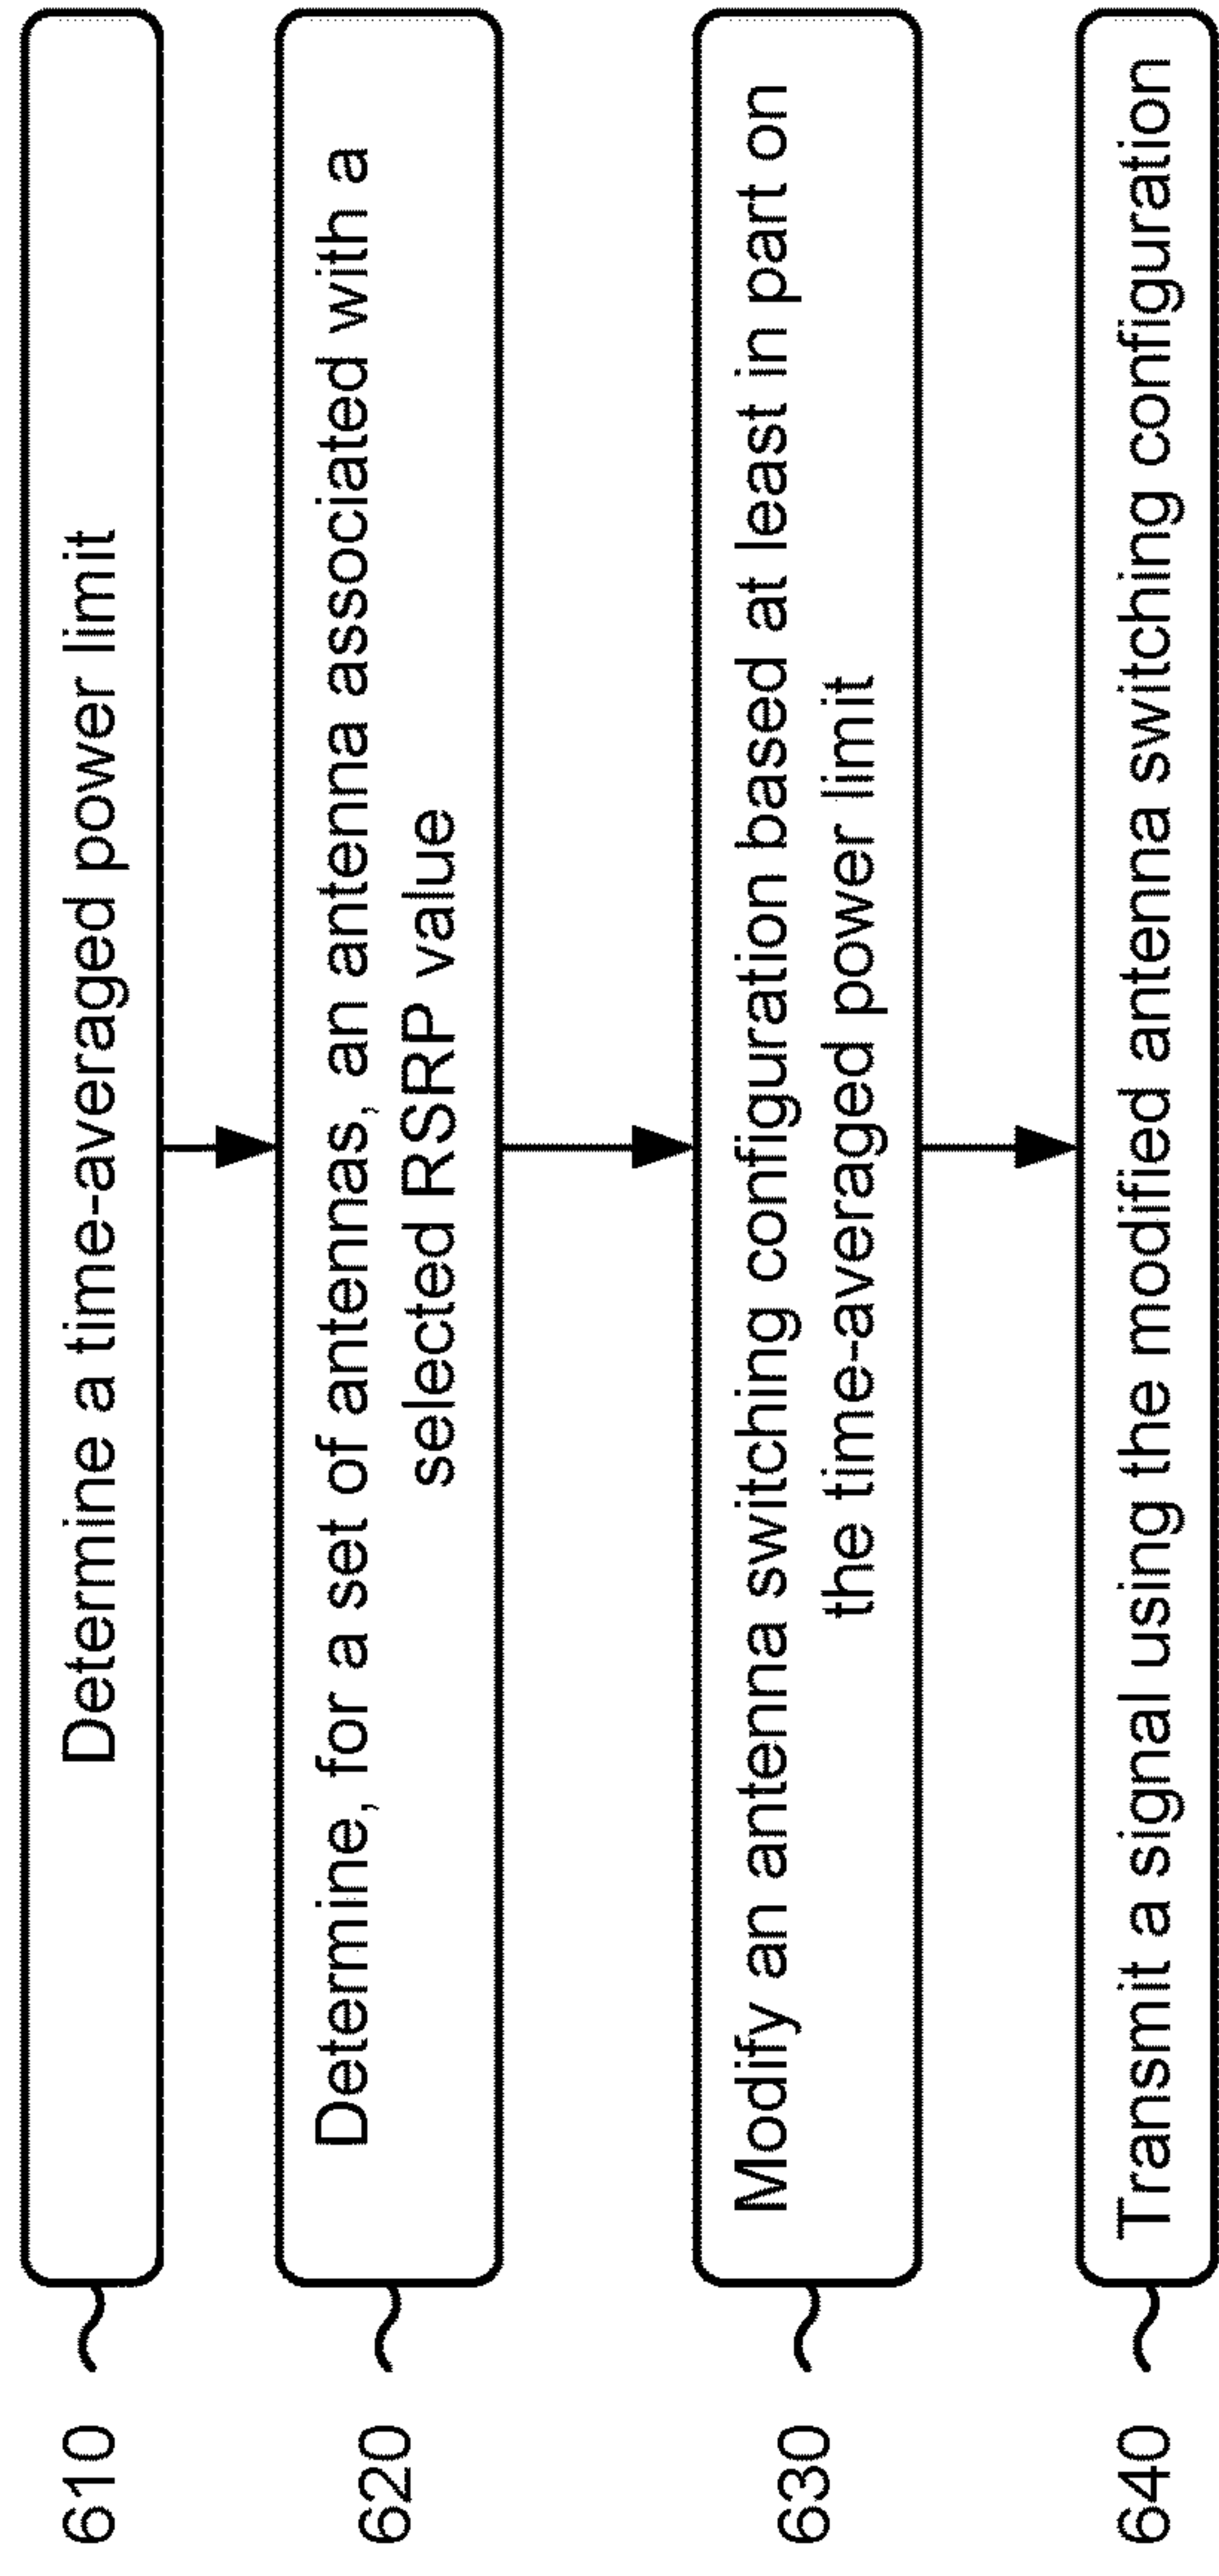 610
Determine a time-averaged power limit
620
Determine, for a set of antennas, an antenna associated with a
selected RSRP value
630
Modify an antenna switching configuration based at least in part on
the time-averaged power limit
640
Transmit a signal using the modified antenna switching configuration